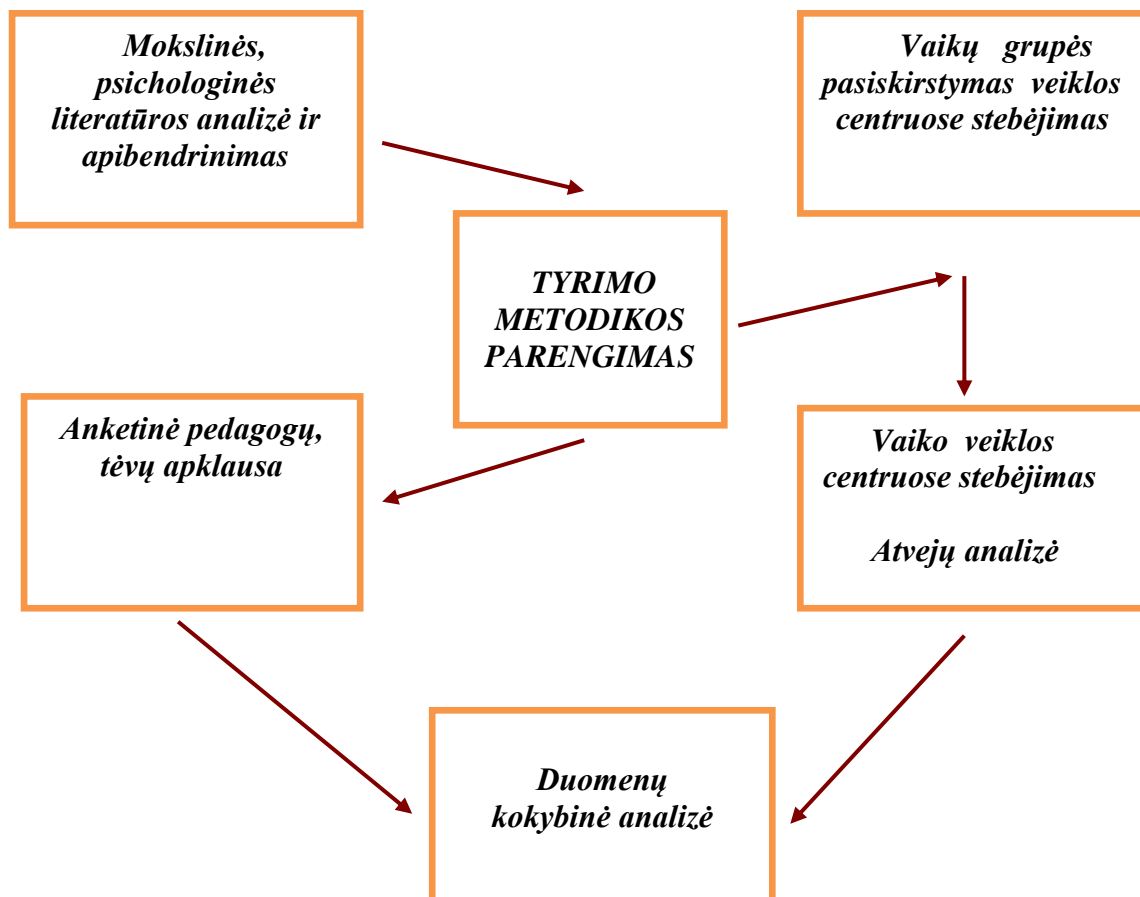 Mokslinės,
psichologinės
literatūros analizė ir
apibendrinimas
Vaikų grupės
pasiskirstymas veiklos
centruose stebėjimas
TYRIMO
METODIKOS
PARENGIMAS
Anketinė pedagogų,
tėvų apklausa
Vaiko veiklos
centruose stebėjimas
Atvejų analizė
Duomenų
kokybinė analizė